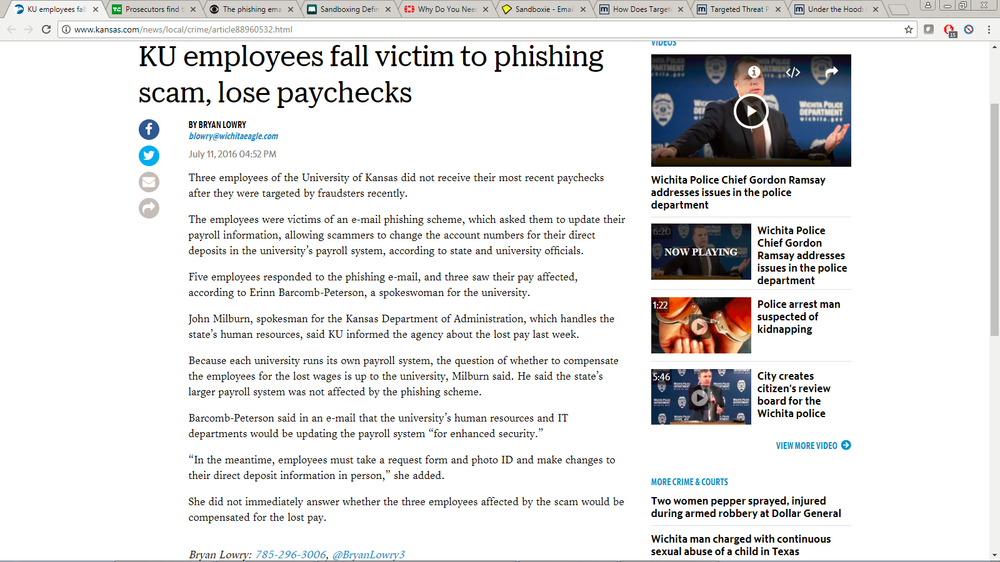 KU employees fall
Prosecutors find t
The phishing ema
Sandboxing Defin
Why Do You Nee
Sandboxie - Email
How Does Targete
Targeted Threat P
Under the Hood:
www.kansas.com/news/local/crime/article88960532.html
15
KU employees fall victim to phishing
scam, lose paychecks
BY BRYAN LOWRY
blowry@wichitaeagle.com
July 11, 2016 04:52 PM
Three employees of the University of Kansas did not receive their most recent paychecks
after they were targeted by fraudsters recently.
The employees were victims of an e-mail phishing scheme, which asked them to update their
payroll information, allowing scammers to change the account numbers for their direct
deposits in the university’s payroll system, according to state and university officials.
Five employees responded to the phishing e-mail, and three saw their pay affected,
according to Erinn Barcomb-Peterson, a spokeswoman for the university.
John Milburn, spokesman for the Kansas Department of Administration, which handles the
state’s human resources, said KU informed the agency about the lost pay last week.
Because each university runs its own payroll system, the question of whether to compensate
the employees for the lost wages is up to the university, Milburn said. He said the state’s
larger payroll system was not affected by the phishing scheme.
Barcomb-Peterson said in an e-mail that the university’s human resources and IT
departments would be updating the payroll system “for enhanced security.”
“In the meantime, employees must take a request form and photo ID and make changes to
their direct deposit information in person,” she added.
She did not immediately answer whether the three employees affected by the scam would be
compensated for the lost pay.
Bryan Lowry: 785-296-3006, @BryanLowry3
VIDEOS
WICHITA POLICE
DEPARTMENT
wichita.gov
Wichita Police Chief Gordon Ramsay
addresses issues in the police
department
6:20
NOW PLAYING
Wichita Police
Chief Gordon
Ramsay addresses
issues in the police
department
1:22
Police arrest man
suspected of
kidnapping
5:46
City creates
citizen's review
board for the
Wichita police
VIEW MORE VIDEO
MORE CRIME & COURTS
Two women pepper sprayed, injured
during armed robbery at Dollar General
Wichita man charged with continuous
sexual abuse of a child in Texas